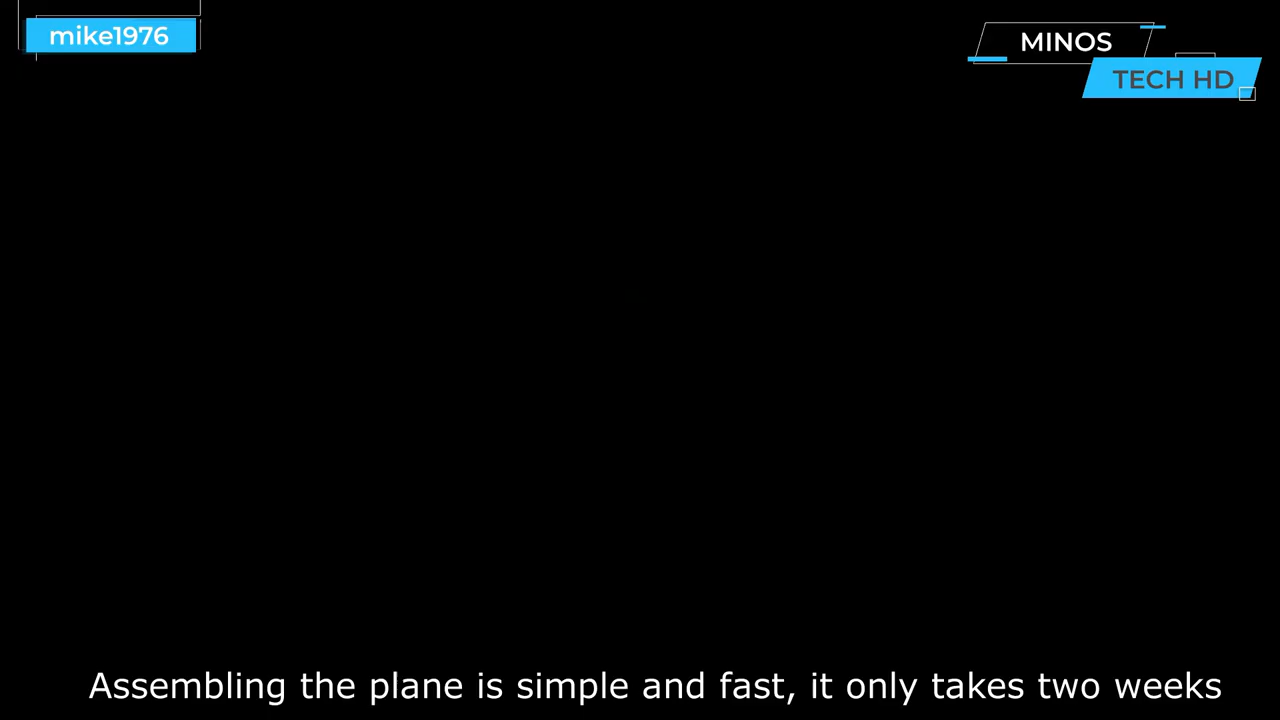 mike1976
MINOS
TECH HD
Assembling the plane is simple and fast, it only takes two weeks